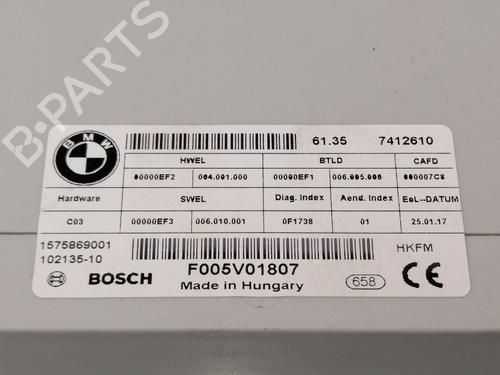 B-PARTS
BMW
61.35 7412610
HWEL BTLD CAFD
00000EF2 004.001.000 00000EF1 006.005.006 000007C8
Hardware SWEL Diag. Index Aend. Index EoL--DATUM
C03 00000EF3 006.010.001 0F1738 01 25.01.17
1575869001
HKFM
102135-10
BOSCH F005V01807
Made in Hungary 658